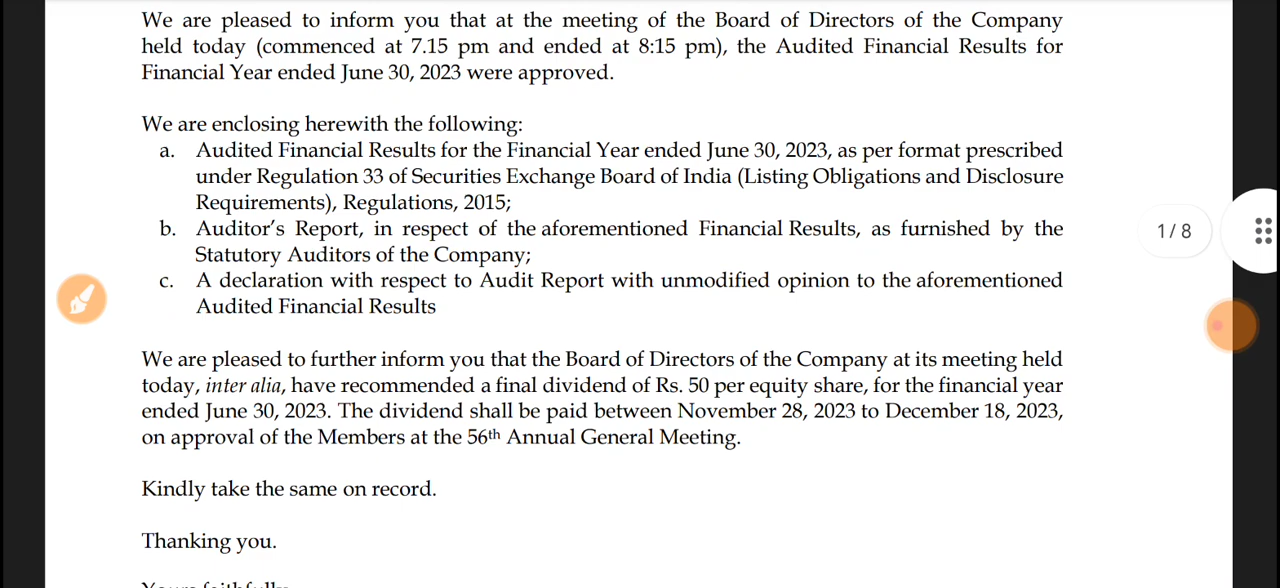 We are pleased to inform you that at the meeting of the Board of Directors of the Company
held today (commenced at 7.15 pm and ended at 8:15 pm), the Audited Financial Results for
Financial Year ended June 30, 2023 were approved.
We are enclosing herewith the following:
a. Audited Financial Results for the Financial Year ended June 30, 2023, as per format prescribed
under Regulation 33 of Securities Exchange Board of India (Listing Obligations and Disclosure
Requirements), Regulations, 2015;
b. Auditor's Report, in respect of the aforementioned Financial Results, as furnished by the
Statutory Auditors of the Company;
c. A declaration with respect to Audit Report with unmodified opinion to the aforementioned
Audited Financial Results
1/8
We are pleased to further inform you that the Board of Directors of the Company at its meeting held
today, inter alia, have recommended a final dividend of Rs. 50 per equity share, for the financial year
ended June 30, 2023. The dividend shall be paid between November 28, 2023 to December 18, 2023,
on approval of the Members at the 56th Annual General Meeting.
Kindly take the same on record.
Thanking you.
Yours faithfully